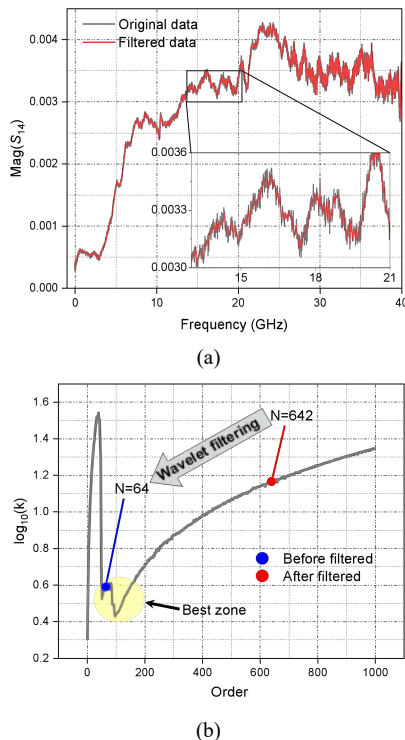 Original data
Filtered data
0.004
0.003
0.002
0.001
0.000
Mag(S14)
0.0036
0.0033
0.0030
15
18
21
0
10
20
30
40
Frequency (GHz)
(a)
1.6
1.4
1.2
1.0
0.8
0.6
0.4
0.2
log10(k)
N=642
Wavelet filtering
N=64
Before filtered
After filtered
Best zone
0
200
400
600
800
1000
Order
(b)